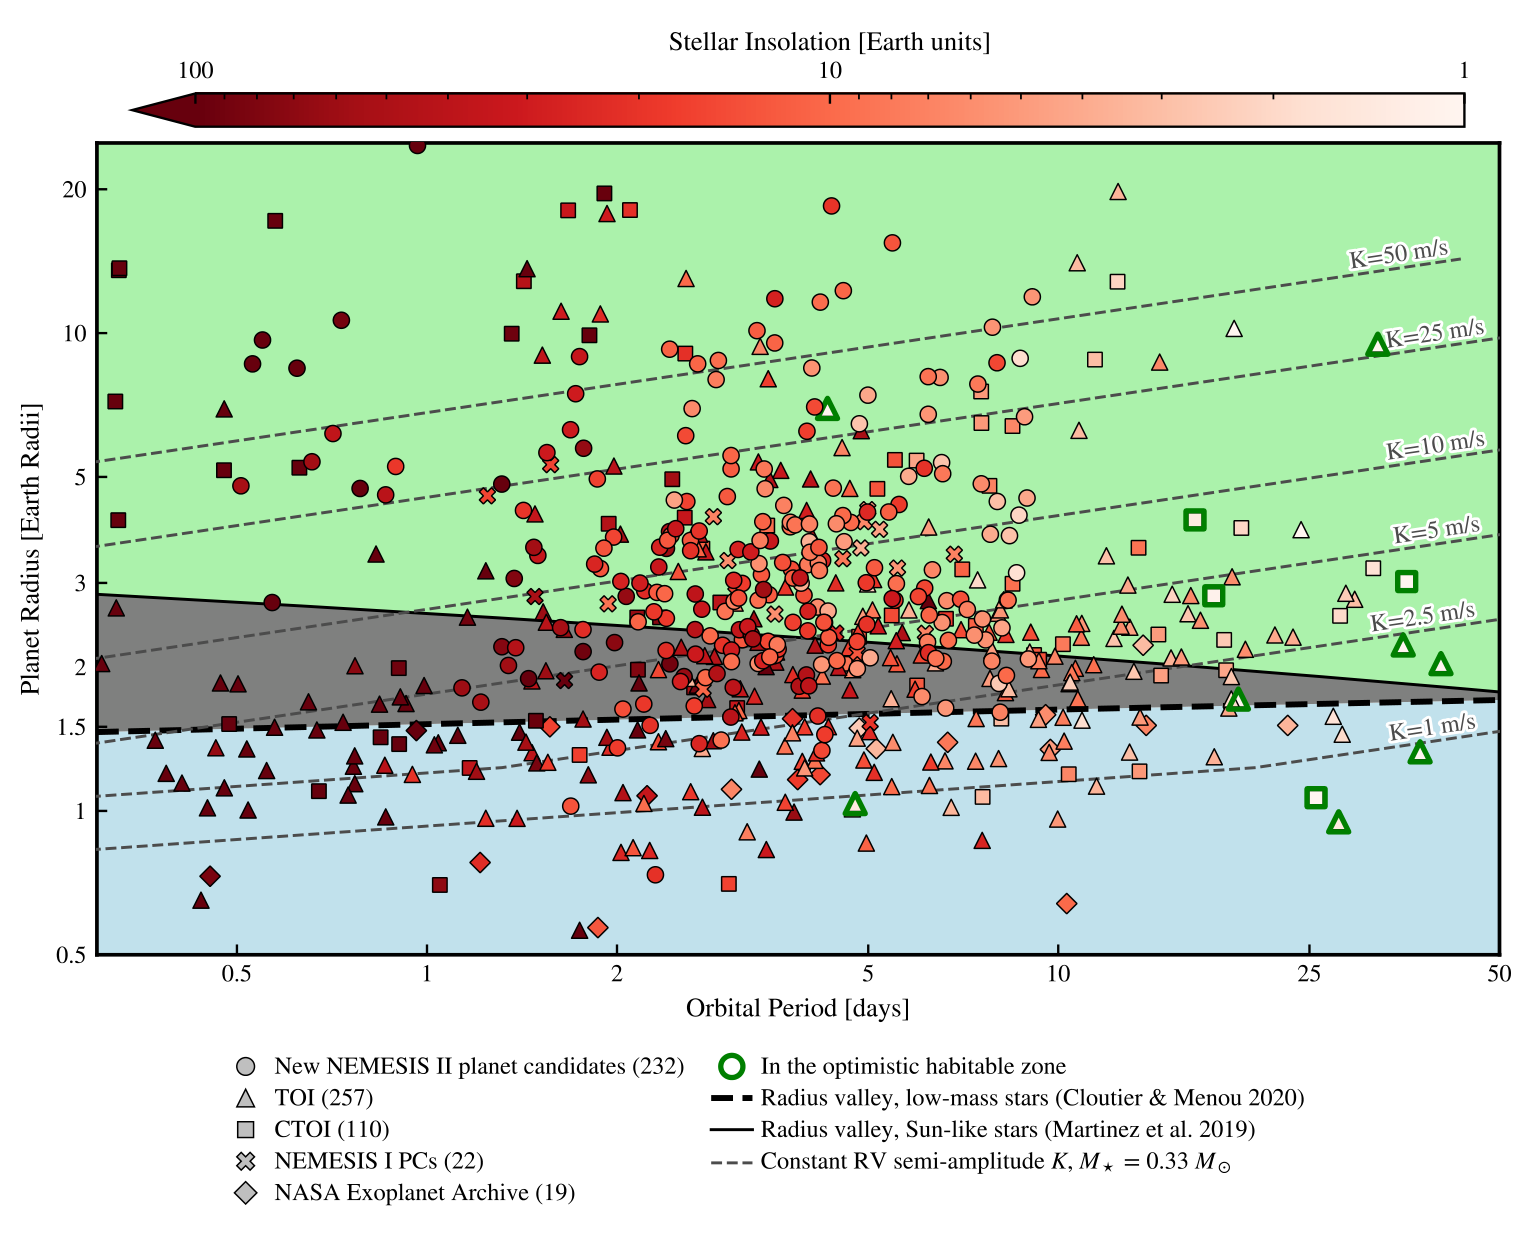 Stellar Insolation [Earth units]
100 10 1
Planet Radius [Earth Radii]
20
10
5
3
2
1.5
1
0.5
K=50 m/s
K=25 m/s
K=10 m/s
K=5 m/s
K=2.5 m/s
K=1 m/s
0.5 1 2 5 10 25 50
Orbital Period [days]
New NEMESIS II planet candidates (232)
TOI (257)
CTOI (110)
NEMESIS I PCs (22)
NASA Exoplanet Archive (19)
In the optimistic habitable zone
Radius valley, low-mass stars (Cloutier & Menou 2020)
Radius valley, Sun-like stars (Martinez et al. 2019)
Constant RV semi-amplitude K, M⋆ = 0.33 M⊙